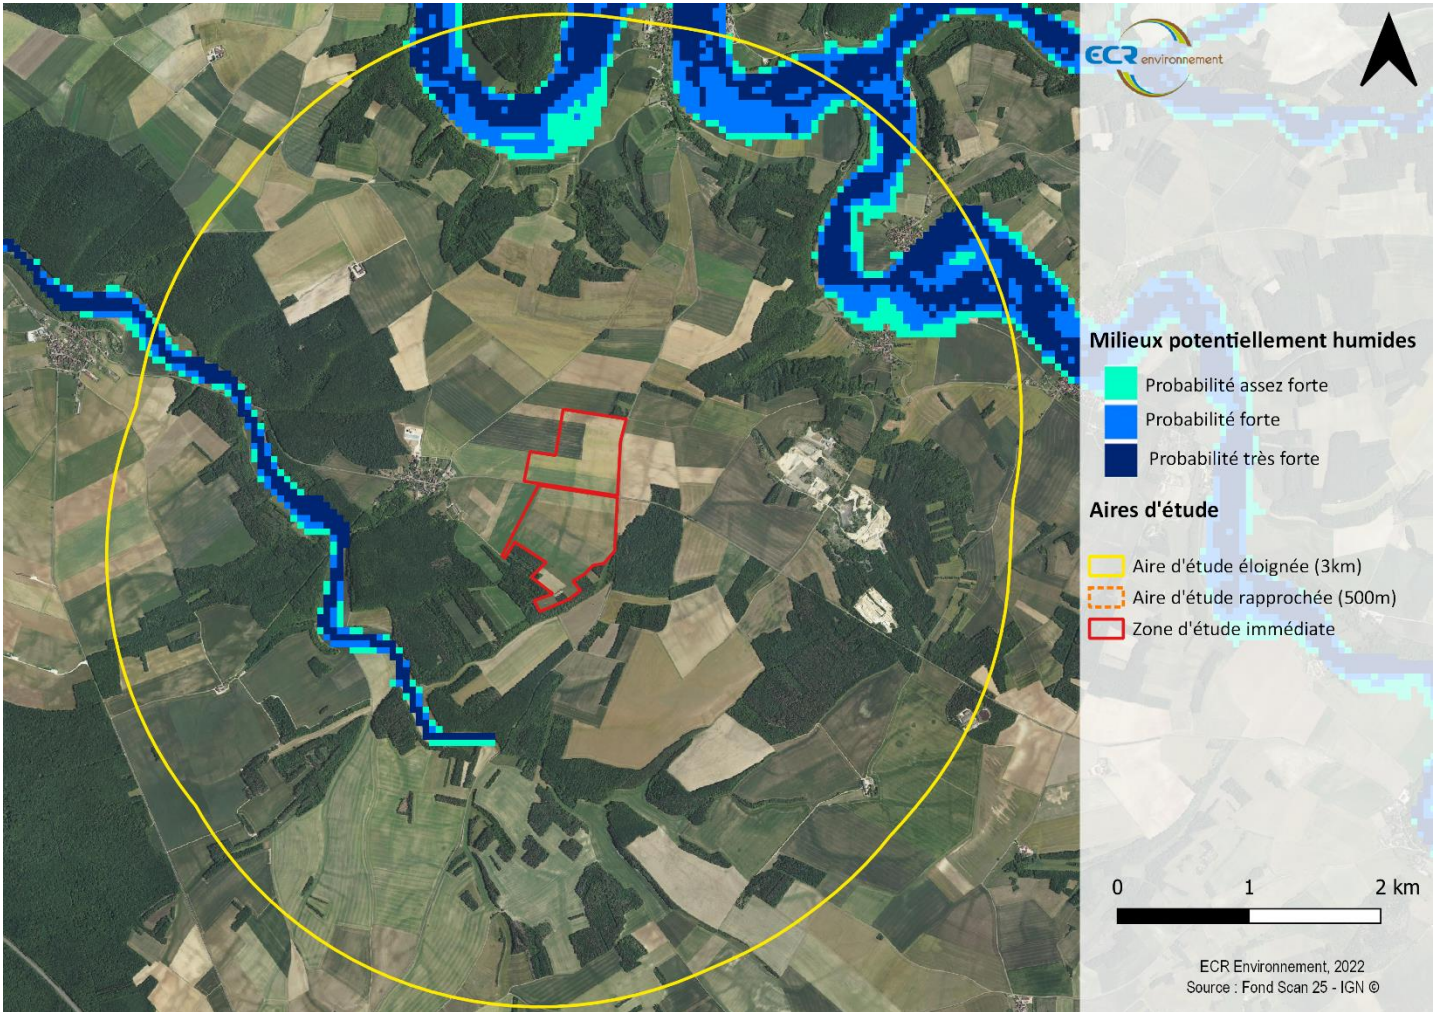 ECR environnement
Milieux potentiellement humides
Probabilité assez forte
Probabilité forte
Probabilité très forte
Aires d'étude
Aire d'étude éloignée (3km)
Aire d'étude rapprochée (500m)
Zone d'étude immédiate
0 1 2 km
ECR Environnement, 2022
Source : Fond Scan 25 - IGN ©